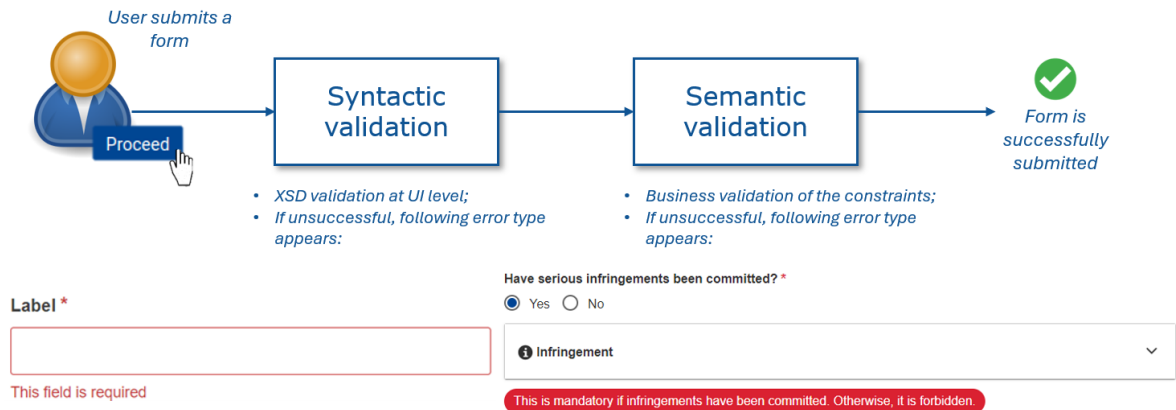 User submits a
form
Proceed
Syntactic
validation
Semantic
validation
Form is
successfully
submitted
• XSD validation at UI level;
• If unsuccessful, following error type
appears:
• Business validation of the constraints;
• If unsuccessful, following error type
appears:
Label *
This field is required
Have serious infringements been committed? *
Yes No
Infringement
This is mandatory if infringements have been committed. Otherwise, it is forbidden.